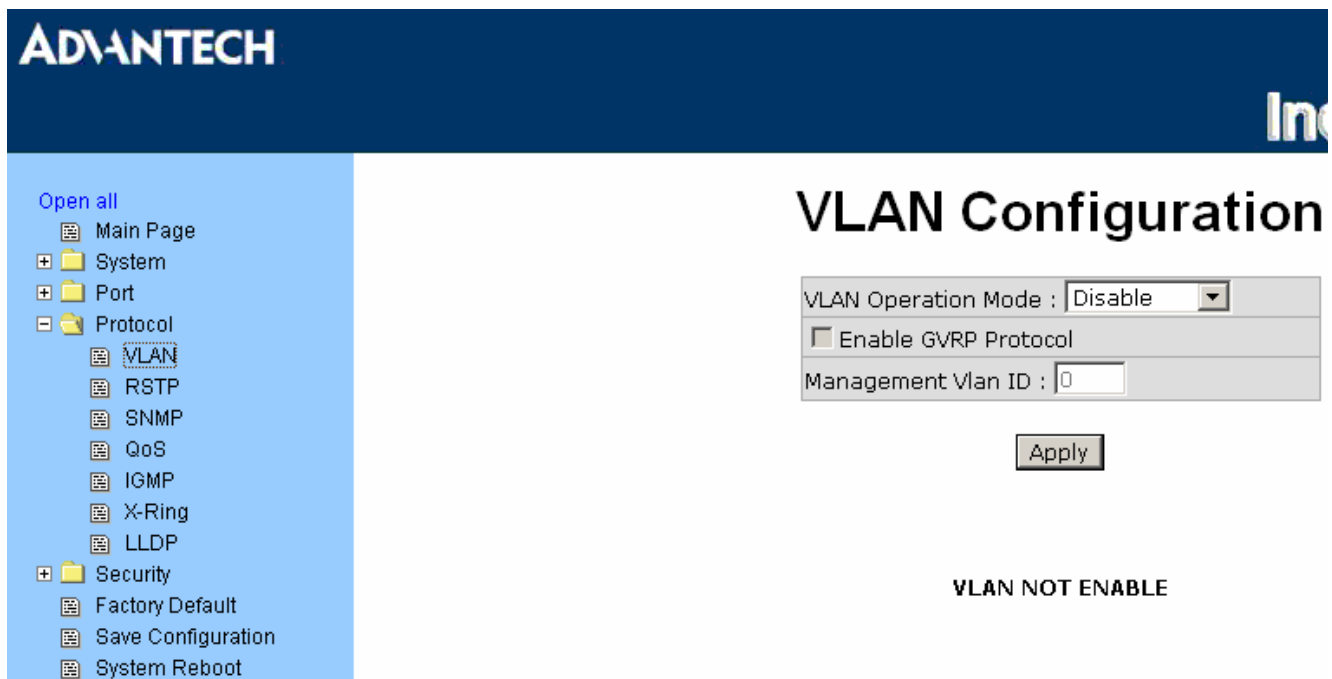 ADVANTECH
Open all
Main Page
System
Port
Protocol
VLAN
RSTP
SNMP
QoS
IGMP
X-Ring
LLDP
Security
Factory Default
Save Configuration
System Reboot
VLAN Configuration
VLAN Operation Mode : Disable
Enable GVRP Protocol
Management Vlan ID : 0
Apply
VLAN NOT ENABLE